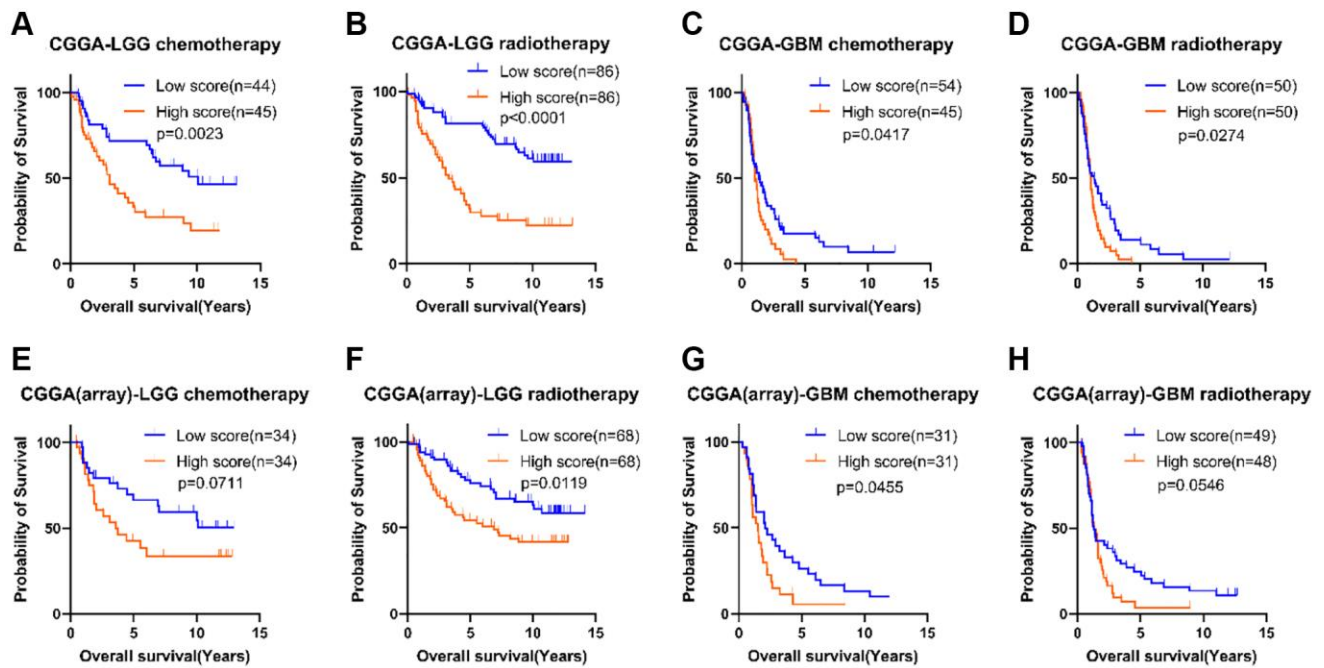 A
CGGA-LGG chemotherapy
Low score(n=44)
High score(n=45)
p=0.0023
100
50
0
Probability of Survival
0 5 10 15
Overall survival(Years)
B
CGGA-LGG radiotherapy
Low score(n=86)
High score(n=86)
p<0.0001
100
50
0
Probability of Survival
0 5 10 15
Overall survival(Years)
C
CGGA-GBM chemotherapy
Low score(n=54)
High score(n=45)
p=0.0417
100
50
0
Probability of Survival
0 5 10 15
Overall survival(Years)
D
CGGA-GBM radiotherapy
Low score(n=50)
High score(n=50)
p=0.0274
100
50
0
Probability of Survival
0 5 10 15
Overall survival(Years)
E
CGGA(array)-LGG chemotherapy
Low score(n=34)
High score(n=34)
p=0.0711
100
50
0
Probability of Survival
0 5 10 15
Overall survival(Years)
F
CGGA(array)-LGG radiotherapy
Low score(n=68)
High score(n=68)
p=0.0119
100
50
0
Probability of Survival
0 5 10 15
Overall survival(Years)
G
CGGA(array)-GBM chemotherapy
Low score(n=31)
High score(n=31)
p=0.0455
100
50
0
Probability of Survival
0 5 10 15
Overall survival(Years)
H
CGGA(array)-GBM radiotherapy
Low score(n=49)
High score(n=48)
p=0.0546
100
50
0
Probability of Survival
0 5 10 15
Overall survival(Years)